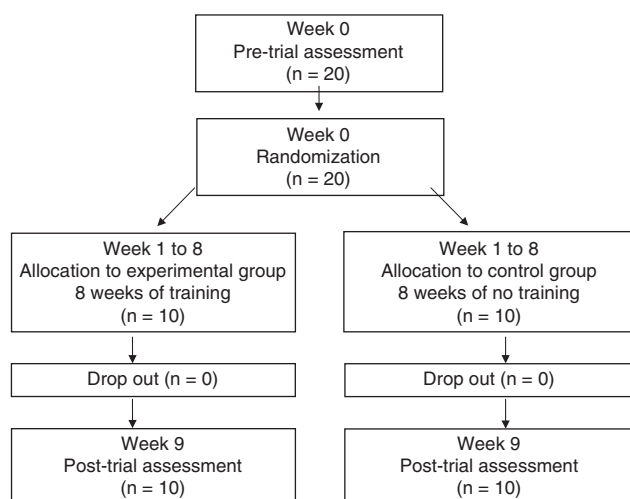 Week 0
Pre-trial assessment
(n = 20)
Week 0
Randomization
(n = 20)
Week 1 to 8
Allocation to experimental group
8 weeks of training
(n = 10)
Week 1 to 8
Allocation to control group
8 weeks of no training
(n = 10)
Drop out (n = 0)
Drop out (n = 0)
Week 9
Post-trial assessment
(n = 10)
Week 9
Post-trial assessment
(n = 10)